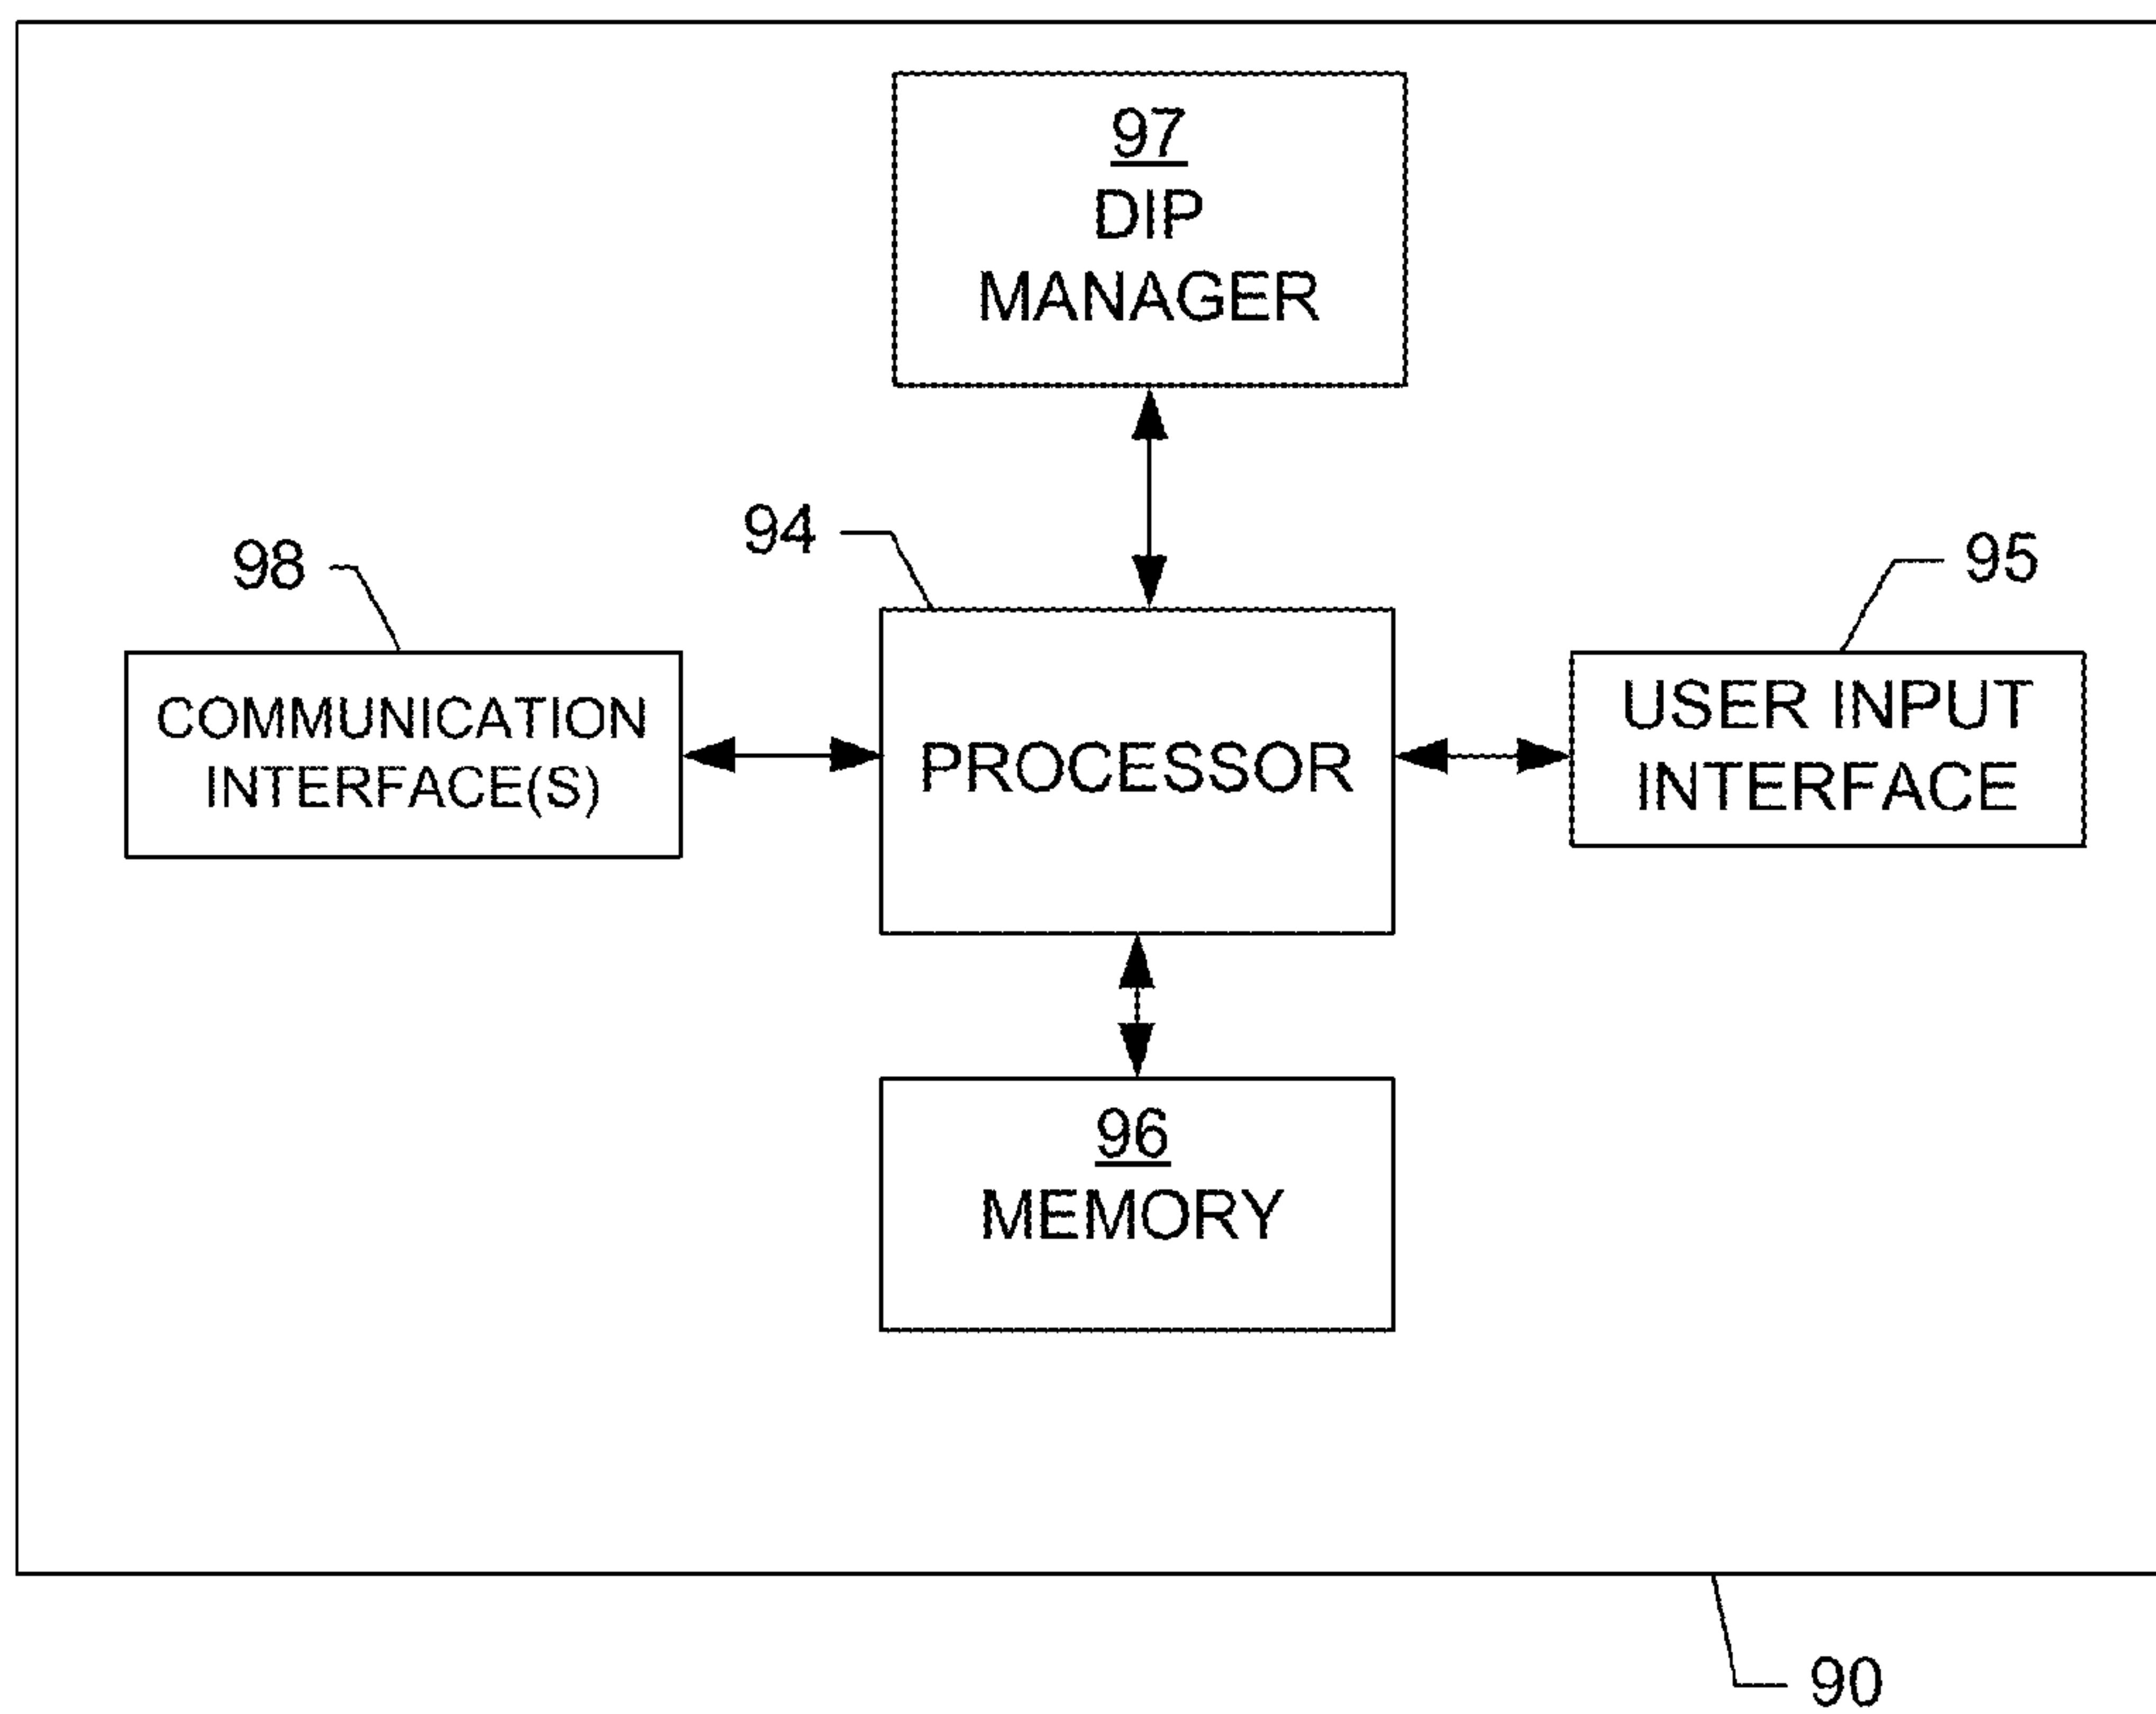 97
DIP
MANAGER
94
98
95
COMMUNICATION
INTERFACE(S)
PROCESSOR
USER INPUT
INTERFACE
96
MEMORY
90